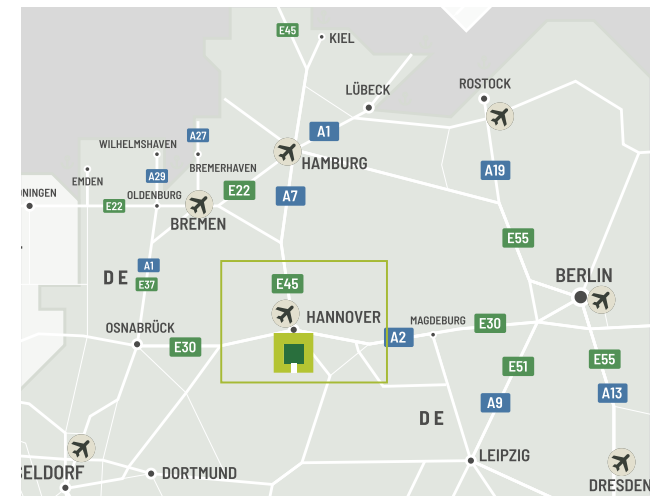 E45
KIEL
LÜBECK
ROSTOCK
A1
A27
WILHELMSHAVEN
HAMBURG
BREMERHAVEN
A19
EMDEN
A29
E22
A7
NINGEN
E22
OLDENBURG
BREMEN
E55
A1
DE
E37
E45
BERLIN
HANNOVER
MAGDEBURG
E30
OSNABRÜCK
A2
E30
E55
E51
A13
A9
DE
LEIPZIG
ELDORF
DORTMUND
DRESDEN